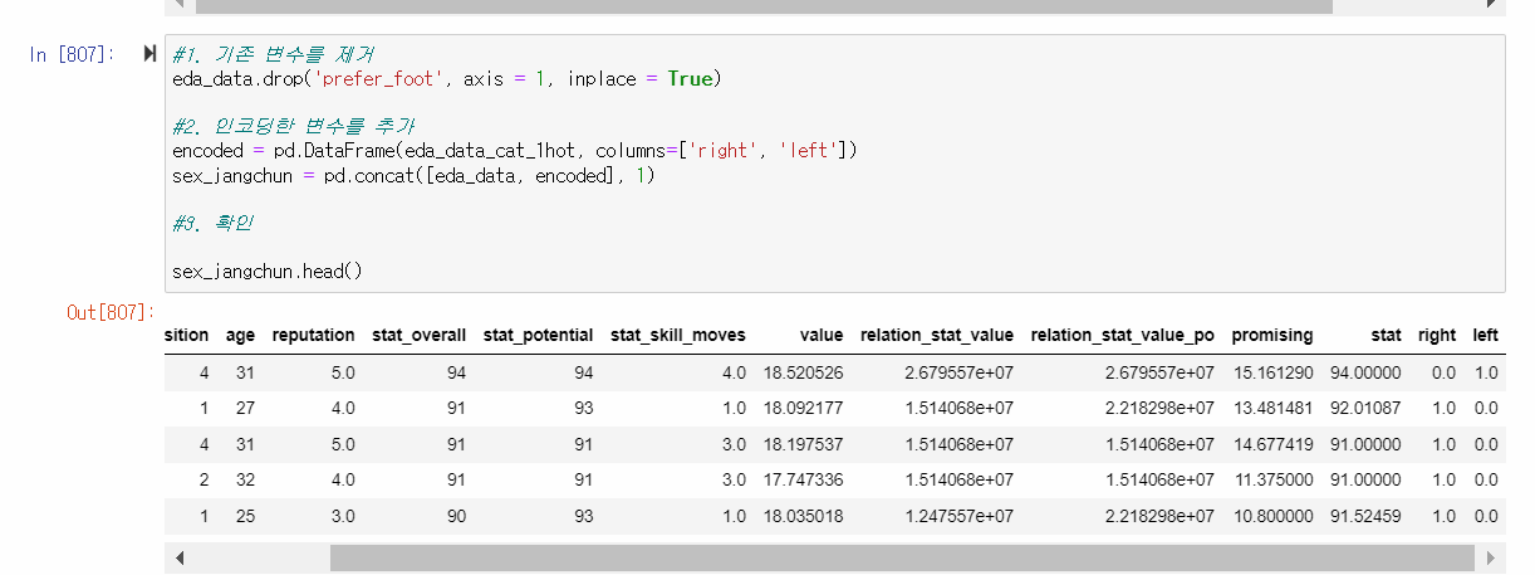 In [807]:
#1. 기존 변수를 제거
eda_data.drop('prefer_foot', axis = 1, inplace = True)
#2. 인코딩한 변수를 추가
encoded = pd.DataFrame(eda_data_cat_1hot, columns=['right', 'left'])
sex_jangchun = pd.concat([eda_data, encoded], 1)
#3. 확인
sex_jangchun.head()
Out[807]:
sition age reputation stat_overall stat_potential stat_skill_moves value relation_stat_value relation_stat_value_po promising stat right left
4 31 5.0 94 94 4.0 18.520526 2.679557e+07 2.679557e+07 15.161290 94.00000 0.0 1.0
1 27 4.0 91 93 1.0 18.092177 1.514068e+07 2.218298e+07 13.481481 92.01087 1.0 0.0
4 31 5.0 91 91 3.0 18.197537 1.514068e+07 1.514068e+07 14.677419 91.00000 1.0 0.0
2 32 4.0 91 91 3.0 17.747336 1.514068e+07 1.514068e+07 11.375000 91.00000 1.0 0.0
1 25 3.0 90 93 1.0 18.035018 1.247557e+07 2.218298e+07 10.800000 91.52459 1.0 0.0